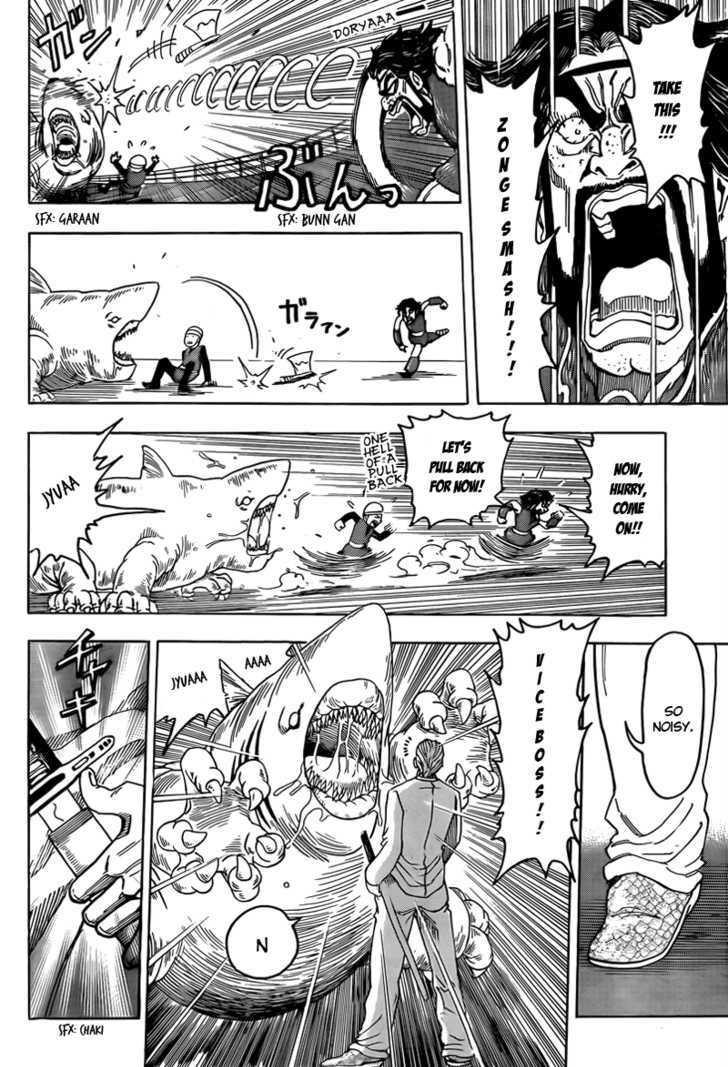 TAKE
THIS
!!!
ZONGE SMASH!!!
DORYAAA
ガンッ
ぶんっ
SFX: GARAAN
SFX: BUNN GAN
ガラァン
NOW,
HURRY,
COME
ON!!
LET'S
PULL BACK
FOR NOW!
ONE
HELL
OF A
PULL
BACK
JYUAA
SO
NOISY.
VICE BOSS!!
JYUAAA
AAAA
N
チャキ
SFX: CHAKI